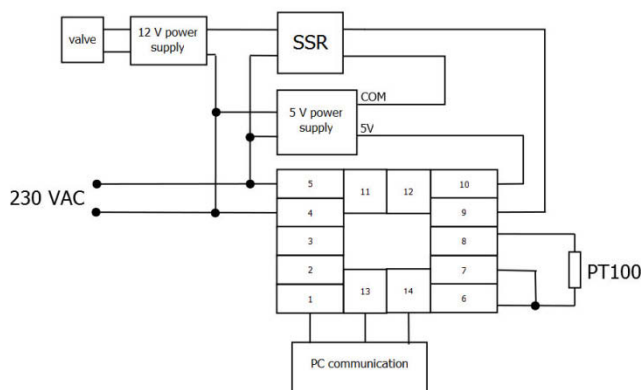 valve
12 V power
supply
SSR
COM
5 V power
supply
5V
230 VAC
5
11
12
10
4
9
3
8
2
7
PT100
1
13
14
6
PC communication